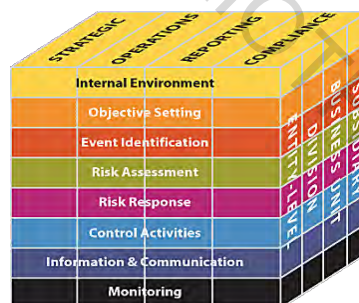 STRATEGIC
OPERATIONS
REPORTING
COMPLIANCE
Internal Environment
Objective Setting
Event Identification
Risk Assessment
Risk Response
Control Activities
Information & Communication
Monitoring
ENTITY-LEVEL
DIVISION
BUSINESS UNIT
SUBSIDIARY